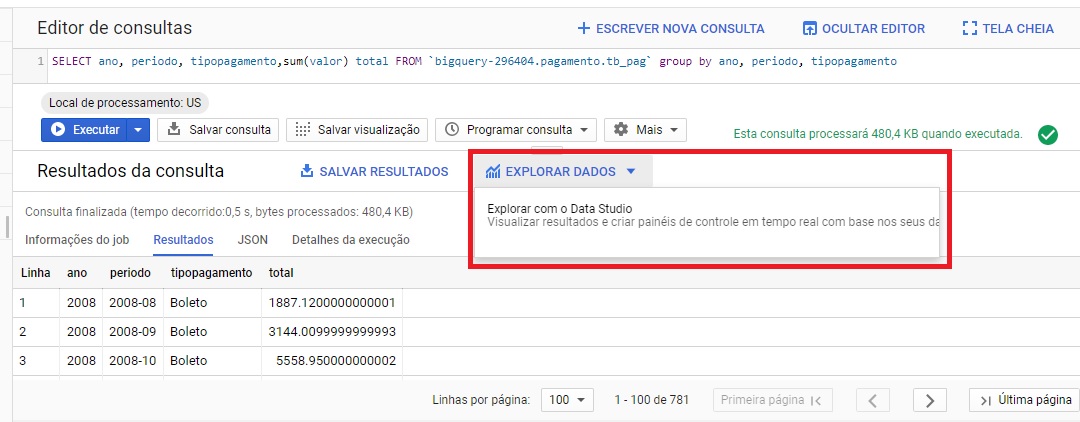 Editor de consultas
ESCREVER NOVA CONSULTA
OCULTAR EDITOR
TELA CHEIA
1 SELECT ano, periodo, tipopagamento,sum(valor) total FROM `bigquery-296404.pagamento.tb_pag` group by ano, periodo, tipopagamento
Local de processamento: US
Executar
Salvar consulta
Salvar visualização
Programar consulta
Mais
Esta consulta processará 480,4 KB quando executada.
Resultados da consulta
SALVAR RESULTADOS
EXPLORAR DADOS
Explorar com o Data Studio
Visualizar resultados e criar painéis de controle em tempo real com base nos seus da
Consulta finalizada (tempo decorrido:0,5 s, bytes processados: 480,4 KB)
Informações do job Resultados JSON Detalhes da execução
Linha ano periodo tipopagamento total
1 2008 2008-08 Boleto 1887.1200000000001
2 2008 2008-09 Boleto 3144.0099999999993
3 2008 2008-10 Boleto 5558.950000000002
Linhas por página: 100 1 - 100 de 781 Primeira página Última página